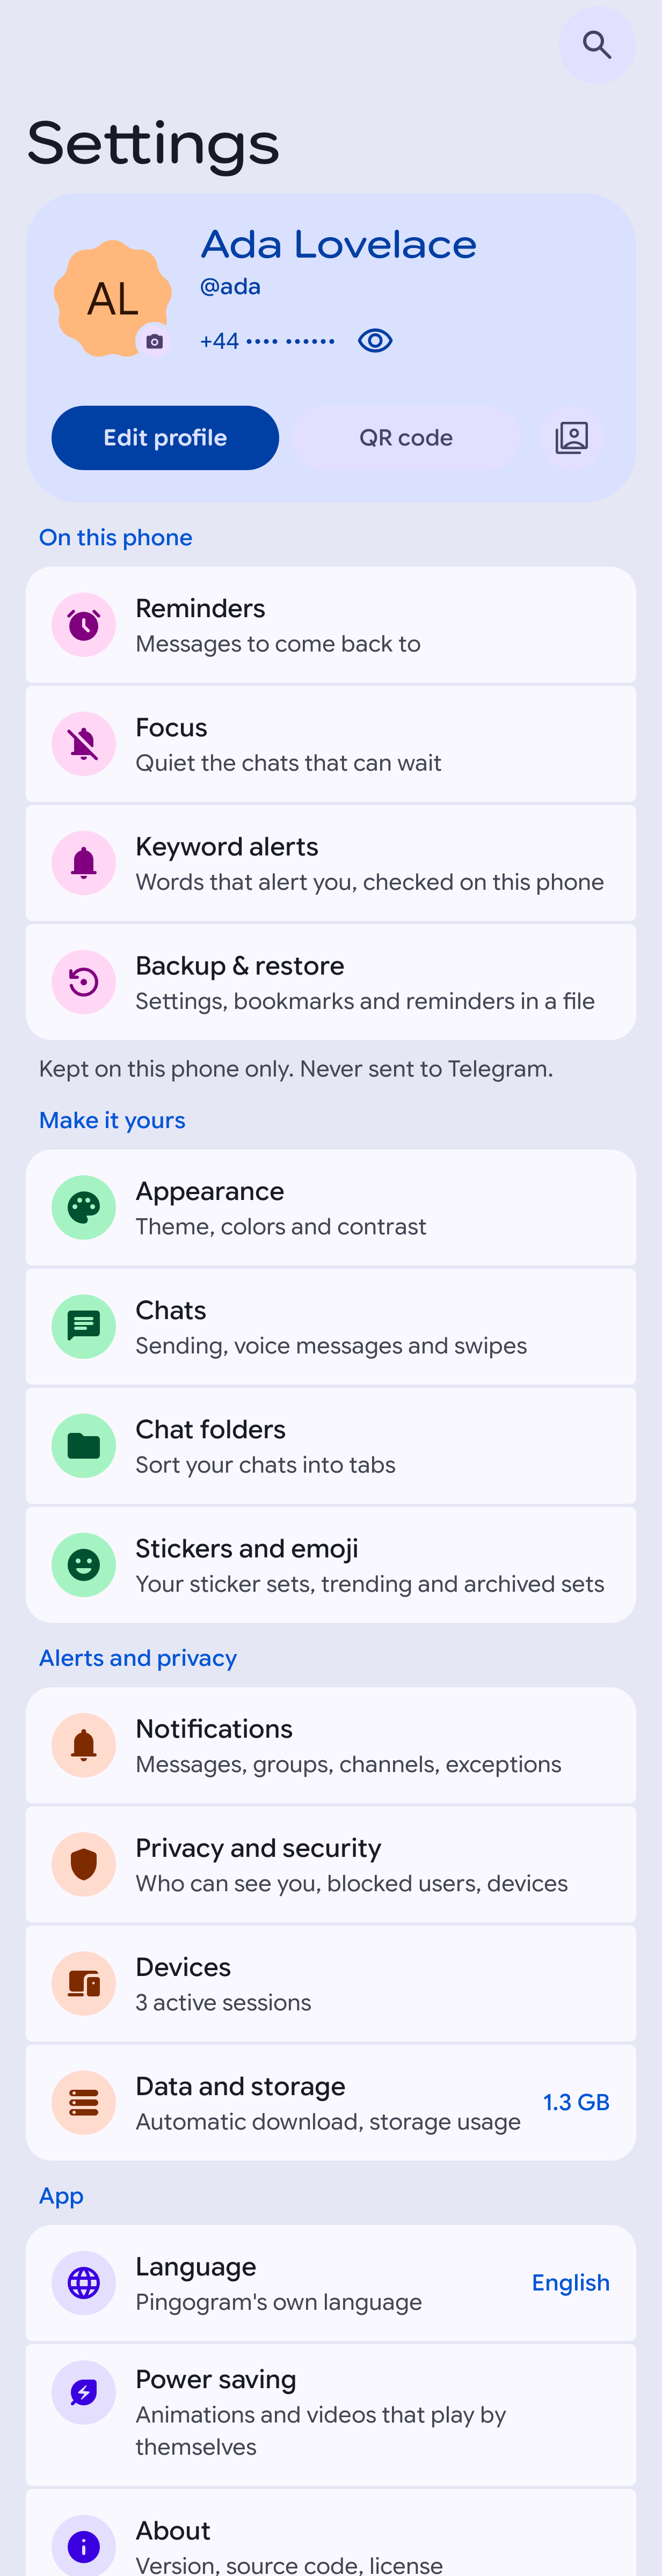 Settings
AL
Ada Lovelace
@ada
+44 •••• ••••••
Edit profile
QR code
On this phone
Reminders
Messages to come back to
Focus
Quiet the chats that can wait
Keyword alerts
Words that alert you, checked on this phone
Backup & restore
Settings, bookmarks and reminders in a file
Kept on this phone only. Never sent to Telegram.
Make it yours
Appearance
Theme, colors and contrast
Chats
Sending, voice messages and swipes
Chat folders
Sort your chats into tabs
Stickers and emoji
Your sticker sets, trending and archived sets
Alerts and privacy
Notifications
Messages, groups, channels, exceptions
Privacy and security
Who can see you, blocked users, devices
Devices
3 active sessions
Data and storage
Automatic download, storage usage
1.3 GB
App
Language
Pingogram's own language
English
Power saving
Animations and videos that play by
themselves
About
Version, source code, license